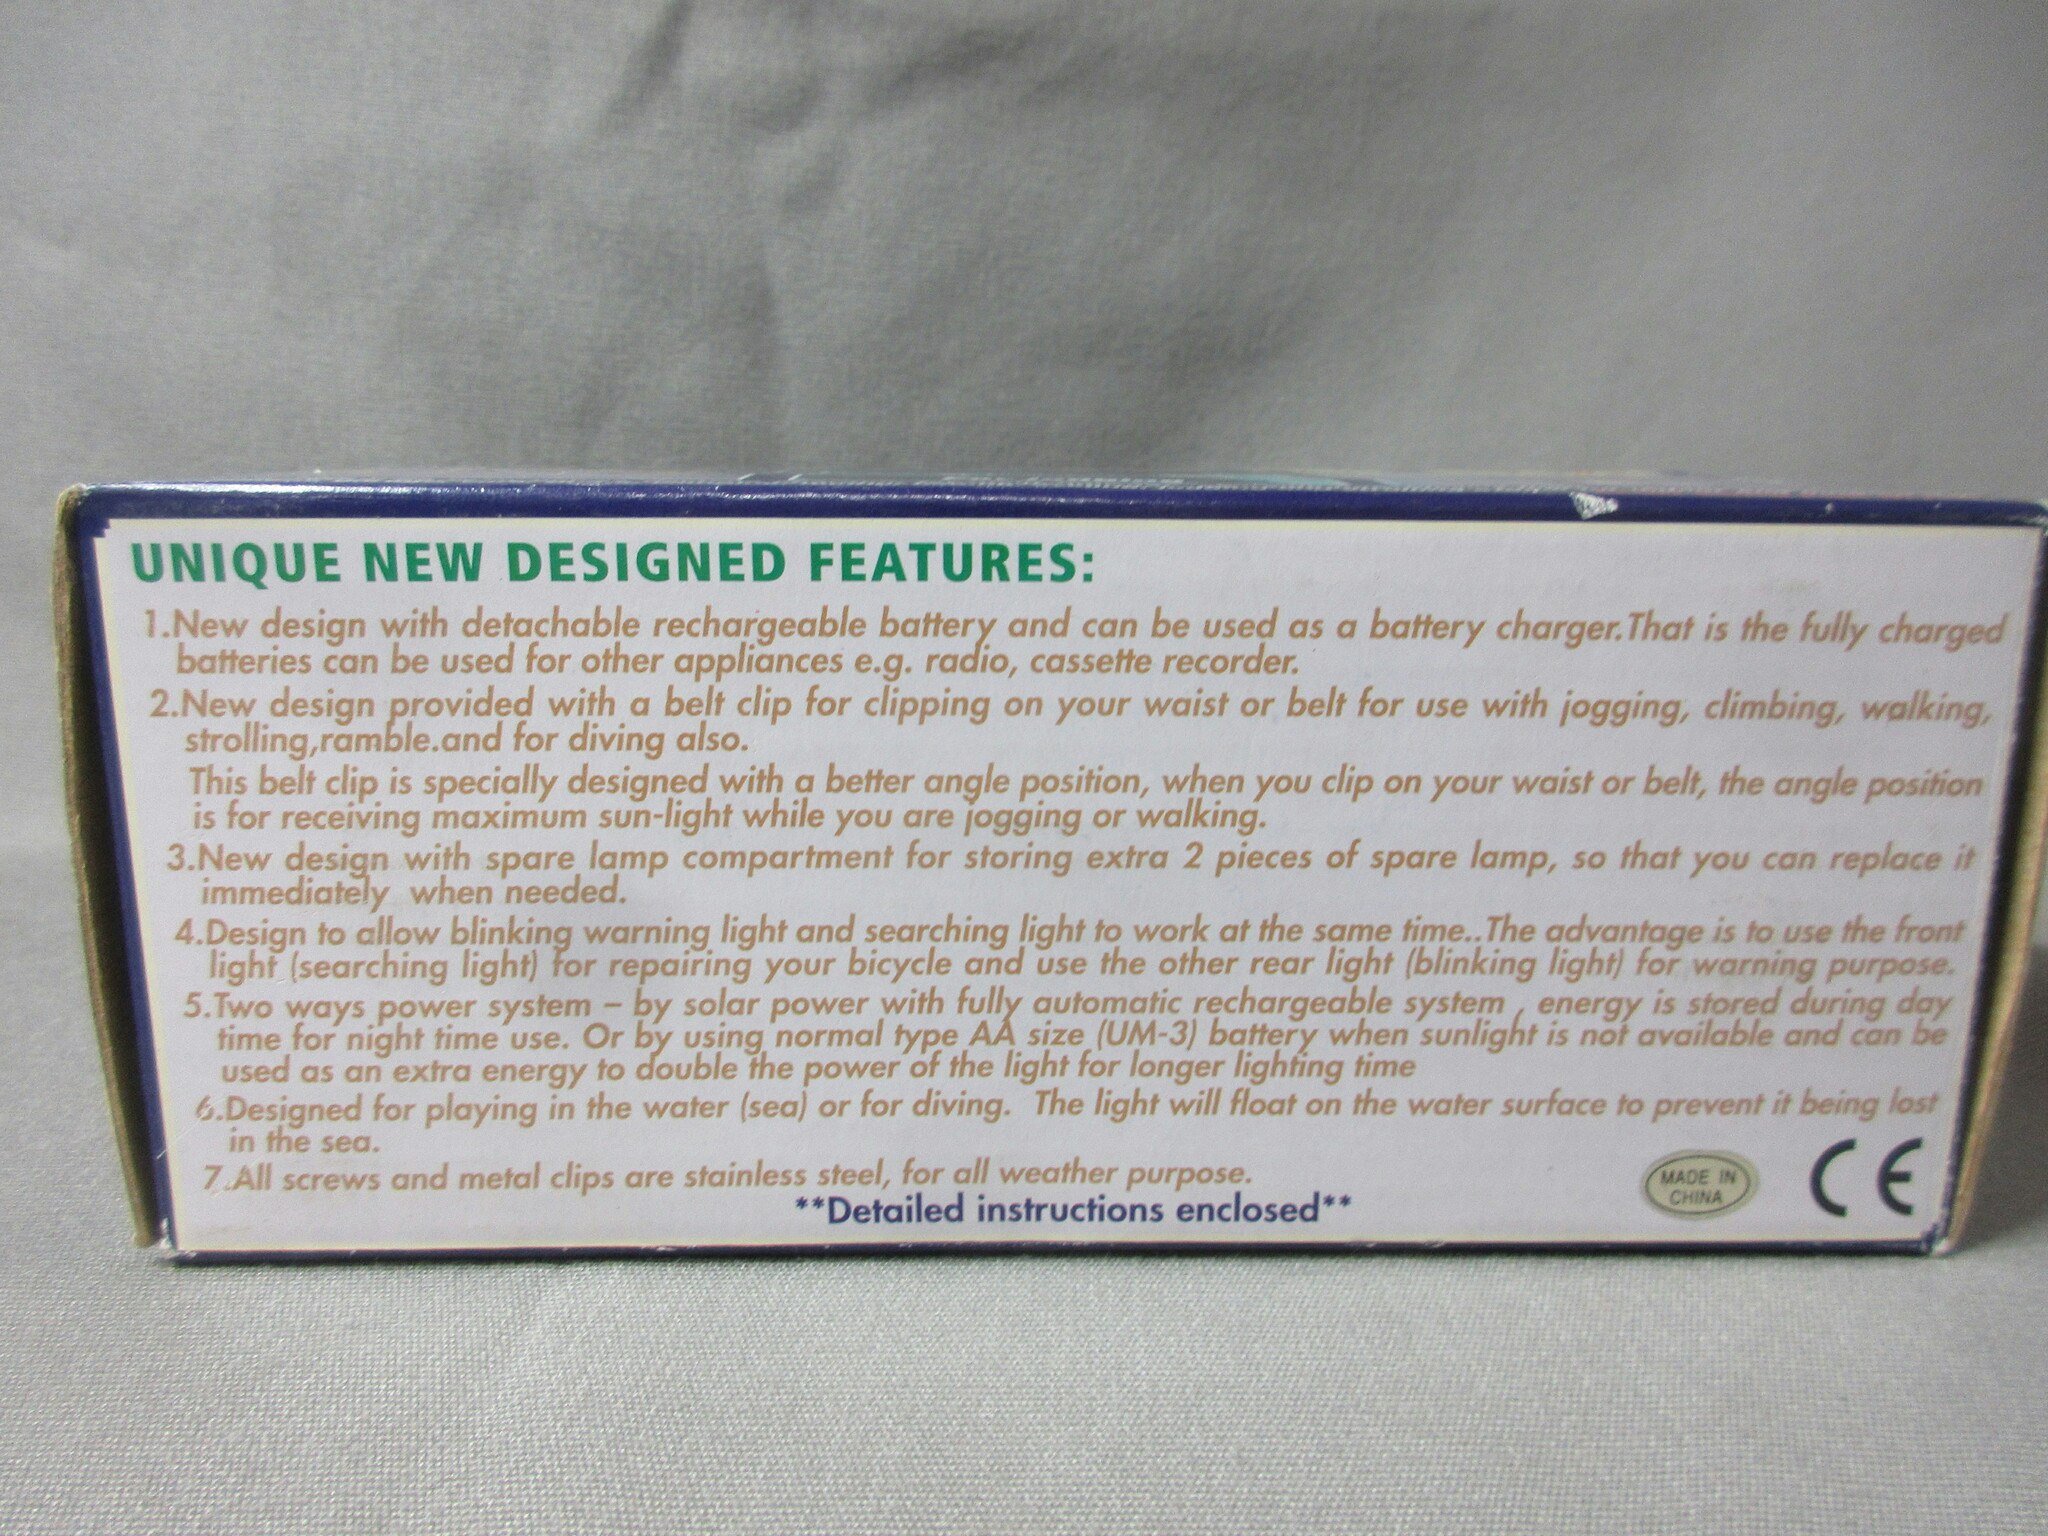 UNIQUE NEW DESIGNED FEATURES:
1.New design with detachable rechargeable battery and can be used as a battery charger.That is the fully charged
batteries can be used for other appliances e.g. radio, cassette recorder.
2.New design provided with a belt clip for clipping on your waist or belt for use with jogging, climbing, walking,
strolling,ramble.and for diving also.
This belt clip is specially designed with a better angle position, when you clip on your waist or belt, the angle position
is for receiving maximum sun-light while you are jogging or walking.
3.New design with spare lamp compartment for storing extra 2 pieces of spare lamp, so that you can replace it
immediately when needed.
4.Design to allow blinking warning light and searching light to work at the same time..The advantage is to use the front
light (searching light) for repairing your bicycle and use the other rear light (blinking light) for warning purpose.
5.Two ways power system – by solar power with fully automatic rechargeable system , energy is stored during day
time for night time use. Or by using normal type AA size (UM-3) battery when sunlight is not available and can be
used as an extra energy to double the power of the light for longer lighting time
6.Designed for playing in the water (sea) or for diving. The light will float on the water surface to prevent it being lost
in the sea.
7.All screws and metal clips are stainless steel, for all weather purpose.
**Detailed instructions enclosed**
MADE IN
CHINA
CE